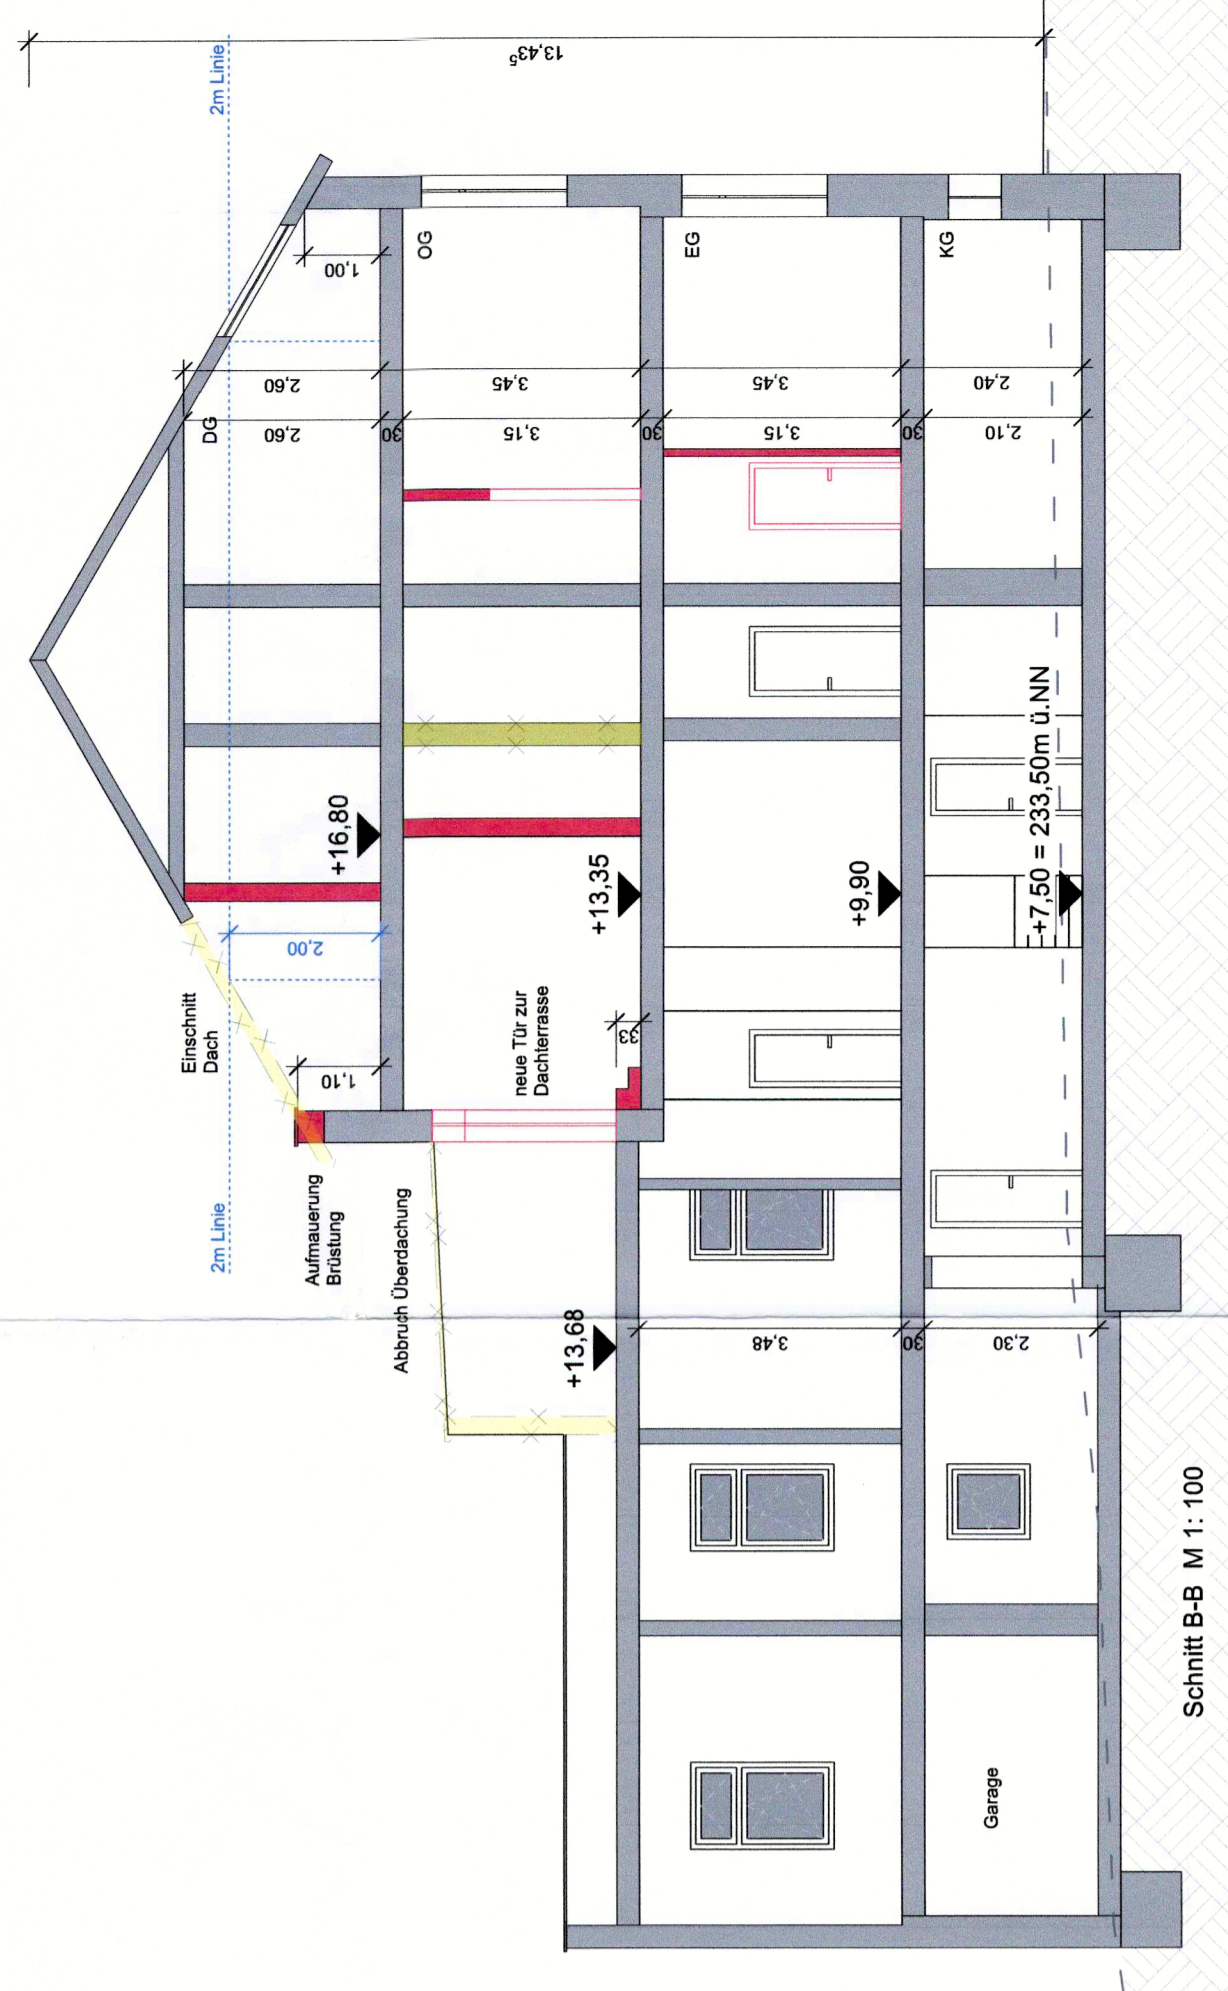 13,43⁵
2m Linie
2m Linie
Einschnitt
Dach
Aufmauerung
Brüstung
Abbruch Überdachung
neue Tür zur
Dachterrasse
DG
OG
EG
KG
1,00
2,60
3,45
3,45
2,40
2,60
30
3,15
30
3,15
30
2,10
2,00
1,10
33
+16,80
+13,35
+9,90
+7,50 = 233,50m ü.NN
+13,68
3,48
30
2,30
Garage
Schnitt B-B M 1: 100